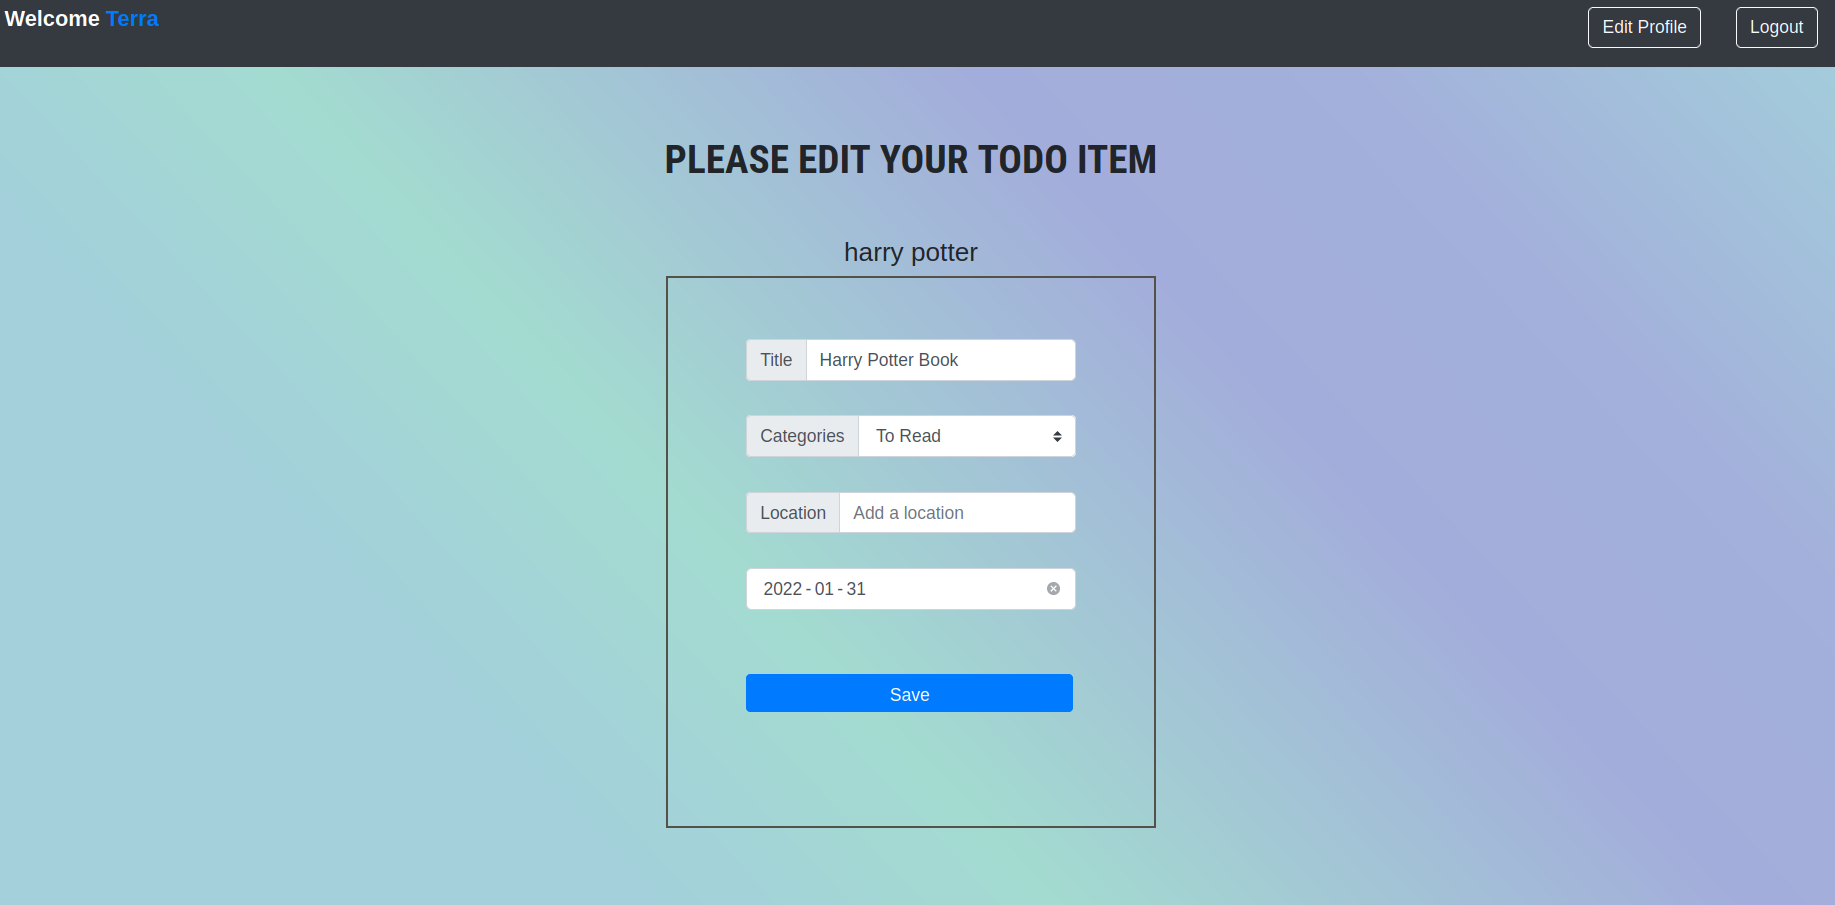 Welcome Terra
Edit Profile
Logout
PLEASE EDIT YOUR TODO ITEM
harry potter
Title Harry Potter Book
Categories To Read
Location Add a location
2022-01-31
Save